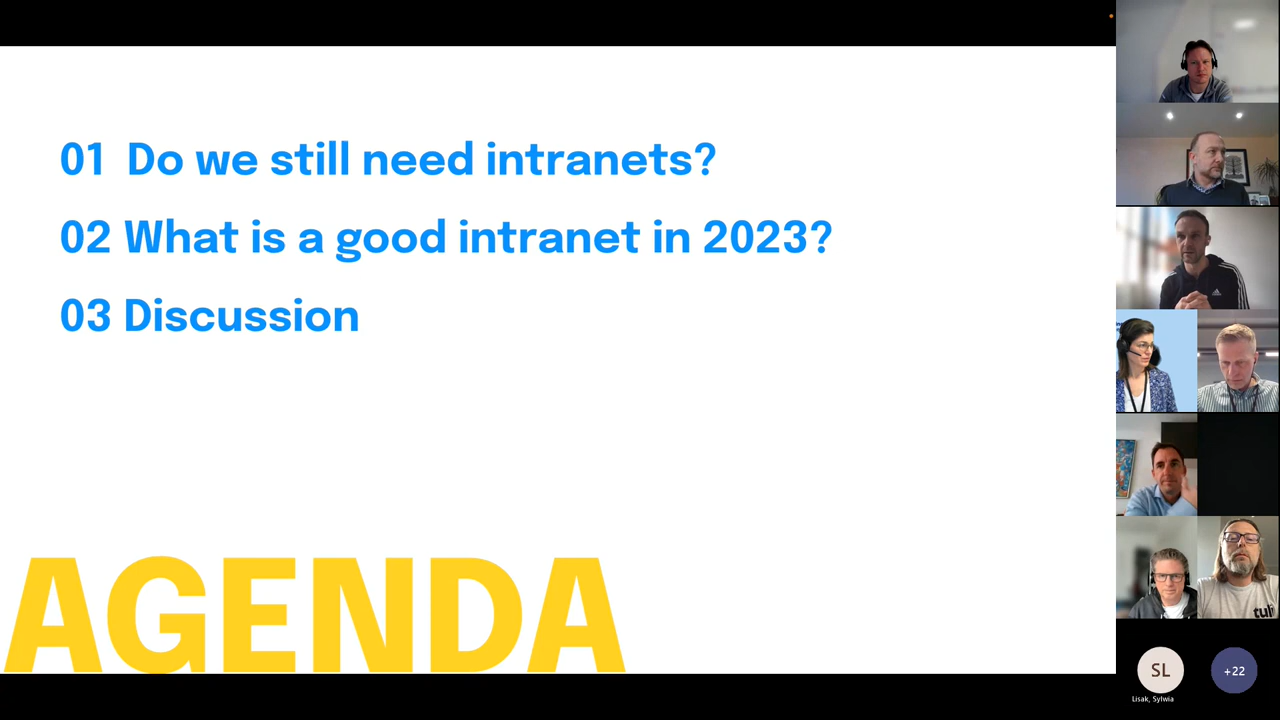 01 Do we still need intranets?
02 What is a good intranet in 2023?
03 Discussion
AGENDA
adidas
SL
+22
Lisak, Sylwia